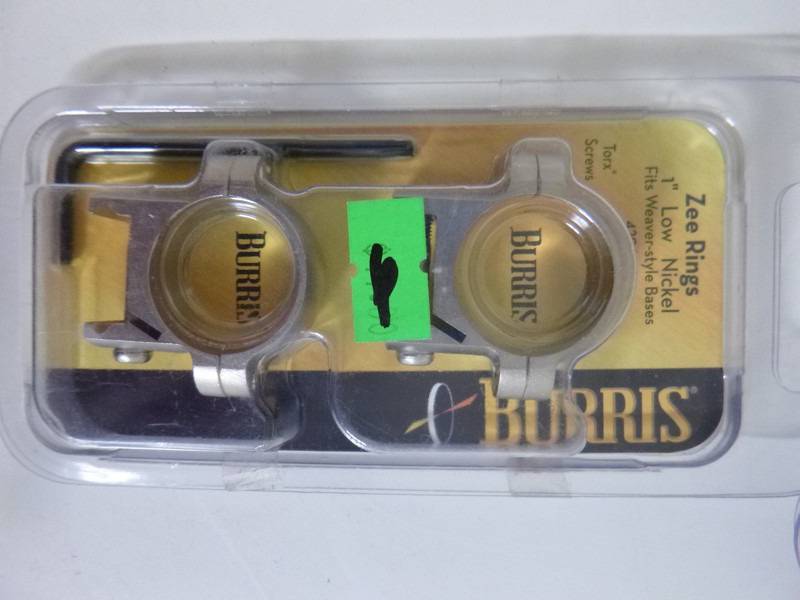 Zee Rings
1" Low Nickel
Fits Weaver-style Bases
Torx®
Screws
BURRIS
BURRIS
BURRIS®